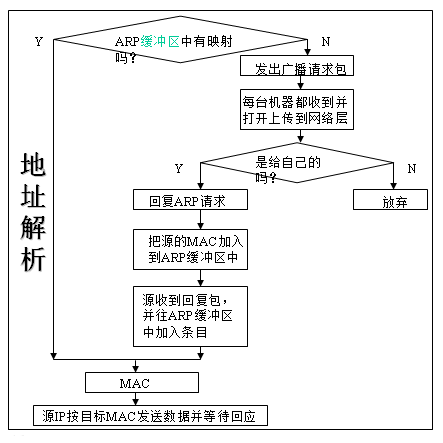 Y
ARP缓冲区中有映射
吗？
N
发出广播请求包
每台机器都收到并
打开上传到网络层
地址解析
Y
是给自己的
吗？
N
回复ARP请求
放弃
把源的MAC加入
到ARP缓冲区中
源收到回复包，
并往ARP缓冲区
中加入条目
MAC
源IP按目标MAC发送数据并等待回应